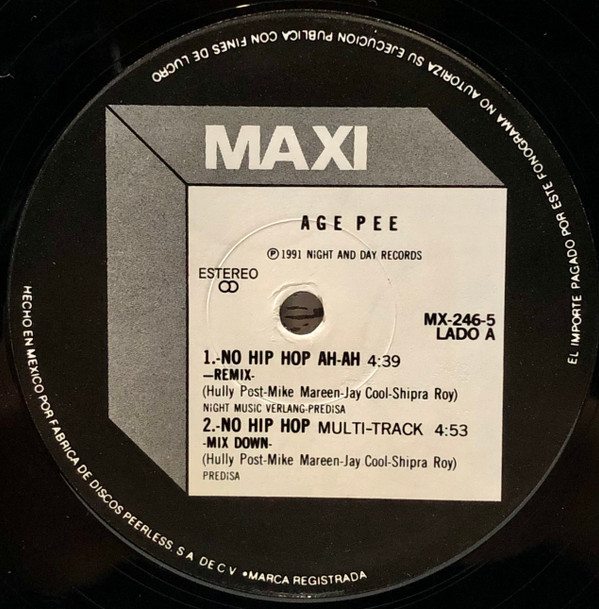 MAXI
AGE PEE
℗ 1991 NIGHT AND DAY RECORDS
ESTEREO
MX-246-5
LADO A
1.-NO HIP HOP AH-AH 4:39
—REMIX-
(Hully Post-Mike Mareen-Jay Cool-Shipra Roy)
NIGHT MUSIC VERLANG-PREDISA
2.-NO HIP HOP MULTI-TRACK 4:53
-MIX DOWN-
(Hully Post-Mike Mareen-Jay Cool-Shipra Roy)
PREDISA
HECHO EN MEXICO POR FABRICA DE DISCOS PEERLESS S A DE C V •MARCA REGISTRADA
EL IMPORTE PAGADO POR ESTE FONOGRAMA NO AUTORIZA SU EJECUCION PUBLICA CON FINES DE LUCRO